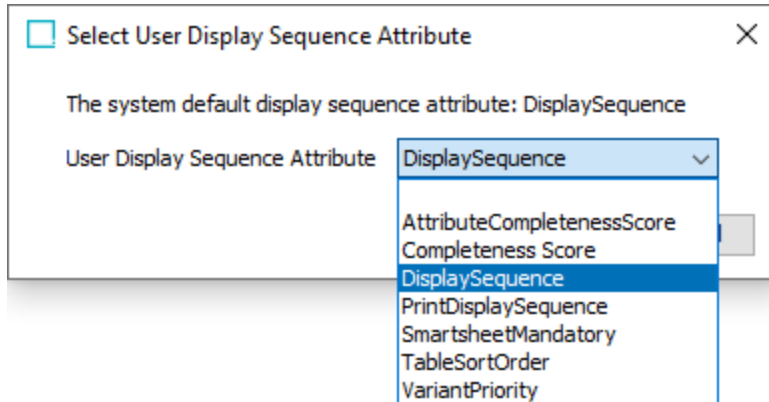 Select User Display Sequence Attribute
The system default display sequence attribute: DisplaySequence
User Display Sequence Attribute DisplaySequence
AttributeCompletenessScore
Completeness Score
DisplaySequence
PrintDisplaySequence
SmartsheetMandatory
TableSortOrder
VariantPriority